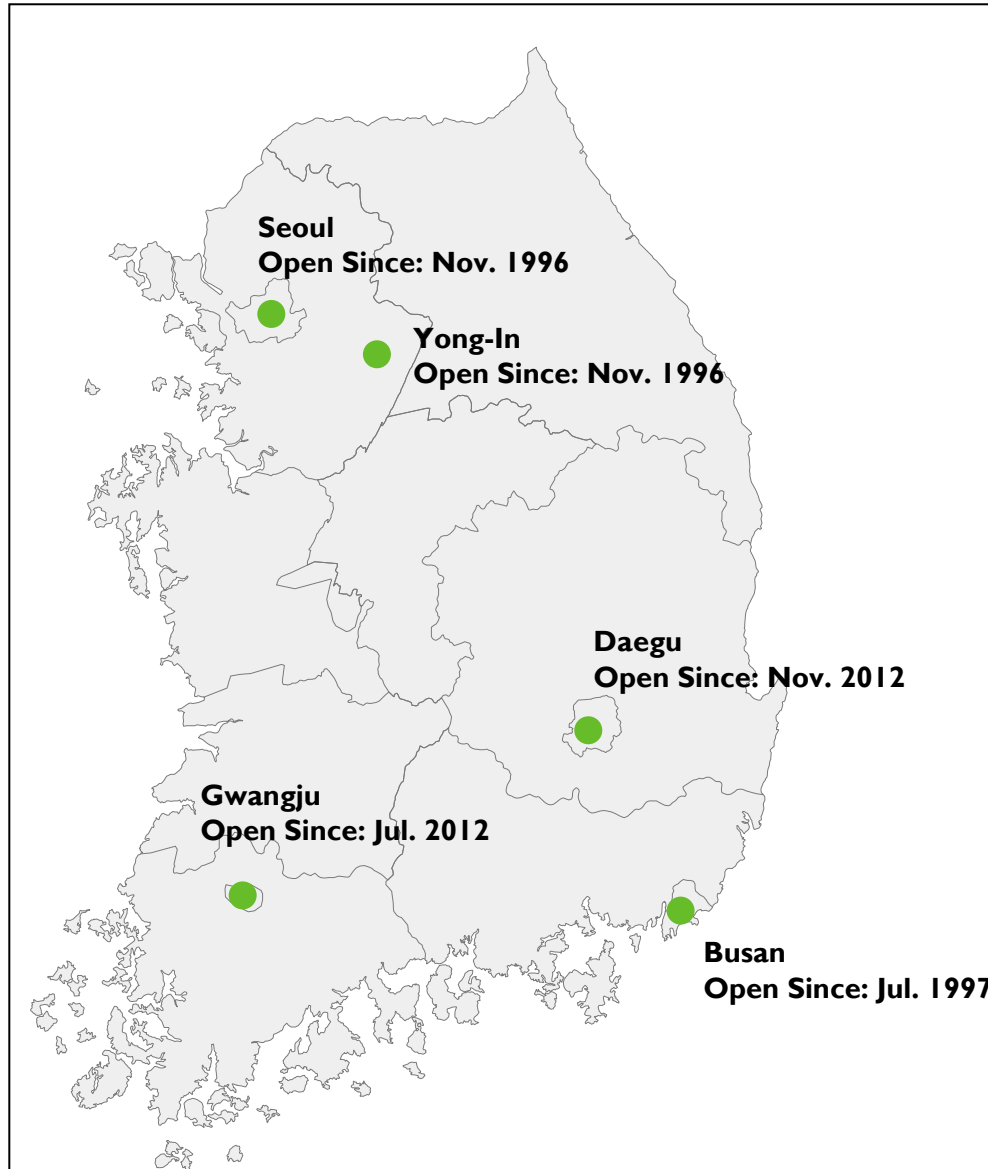 Seoul
Open Since: Nov. 1996
Yong-In
Open Since: Nov. 1996
Daegu
Open Since: Nov. 2012
Gwangju
Open Since: Jul. 2012
Busan
Open Since: Jul. 1997